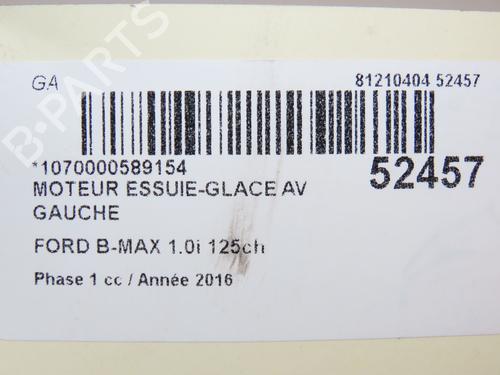 GA
81210404 52457
*1070000589154
52457
MOTEUR ESSUIE-GLACE AV
GAUCHE
FORD B-MAX 1.0i 125ch
Phase 1 cc / Année 2016
B-PARTS